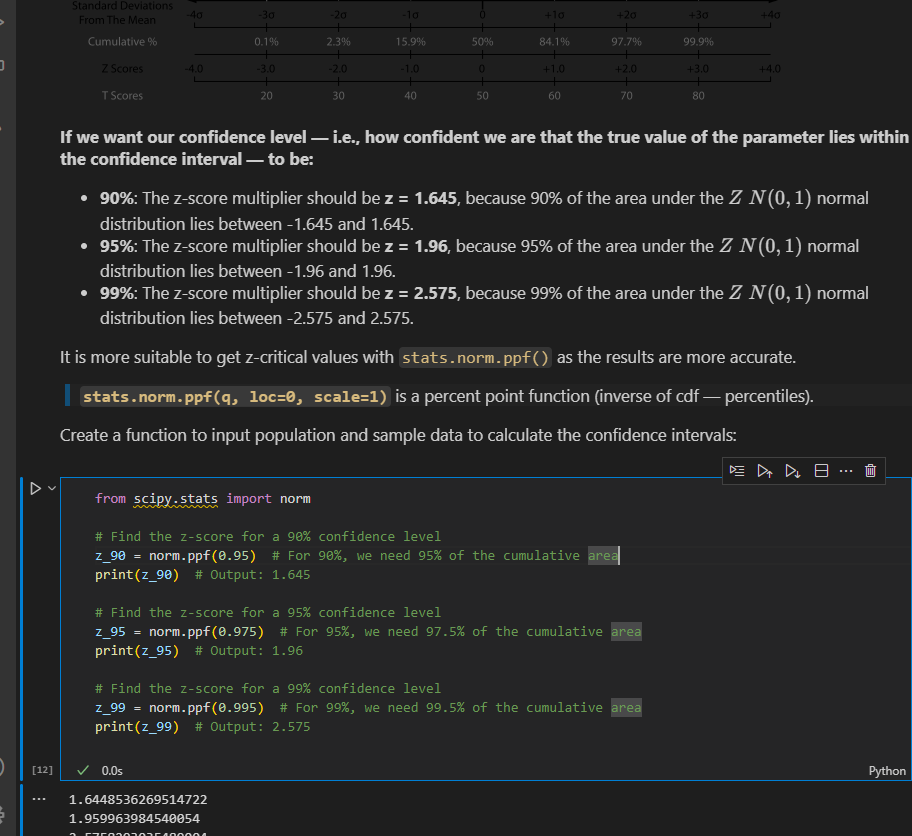 Standard Deviations
From The Mean
-4σ -3σ -2σ -1σ 0 +1σ +2σ +3σ +4σ
Cumulative % 0.1% 2.3% 15.9% 50% 84.1% 97.7% 99.9%
Z Scores -4.0 -3.0 -2.0 -1.0 0 +1.0 +2.0 +3.0 +4.0
T Scores 20 30 40 50 60 70 80
If we want our confidence level — i.e., how confident we are that the true value of the parameter lies within
the confidence interval — to be:
• 90%: The z-score multiplier should be z = 1.645, because 90% of the area under the Z N(0, 1) normal
distribution lies between -1.645 and 1.645.
• 95%: The z-score multiplier should be z = 1.96, because 95% of the area under the Z N(0, 1) normal
distribution lies between -1.96 and 1.96.
• 99%: The z-score multiplier should be z = 2.575, because 99% of the area under the Z N(0, 1) normal
distribution lies between -2.575 and 2.575.
It is more suitable to get z-critical values with stats.norm.ppf() as the results are more accurate.
stats.norm.ppf(q, loc=0, scale=1) is a percent point function (inverse of cdf — percentiles).
Create a function to input population and sample data to calculate the confidence intervals:
from scipy.stats import norm
# Find the z-score for a 90% confidence level
z_90 = norm.ppf(0.95)  # For 90%, we need 95% of the cumulative area
print(z_90)  # Output: 1.645
# Find the z-score for a 95% confidence level
z_95 = norm.ppf(0.975)  # For 95%, we need 97.5% of the cumulative area
print(z_95)  # Output: 1.96
# Find the z-score for a 99% confidence level
z_99 = norm.ppf(0.995)  # For 99%, we need 99.5% of the cumulative area
print(z_99)  # Output: 2.575
[12] ✓ 0.0s Python
... 1.6448536269514722
1.959963984540054